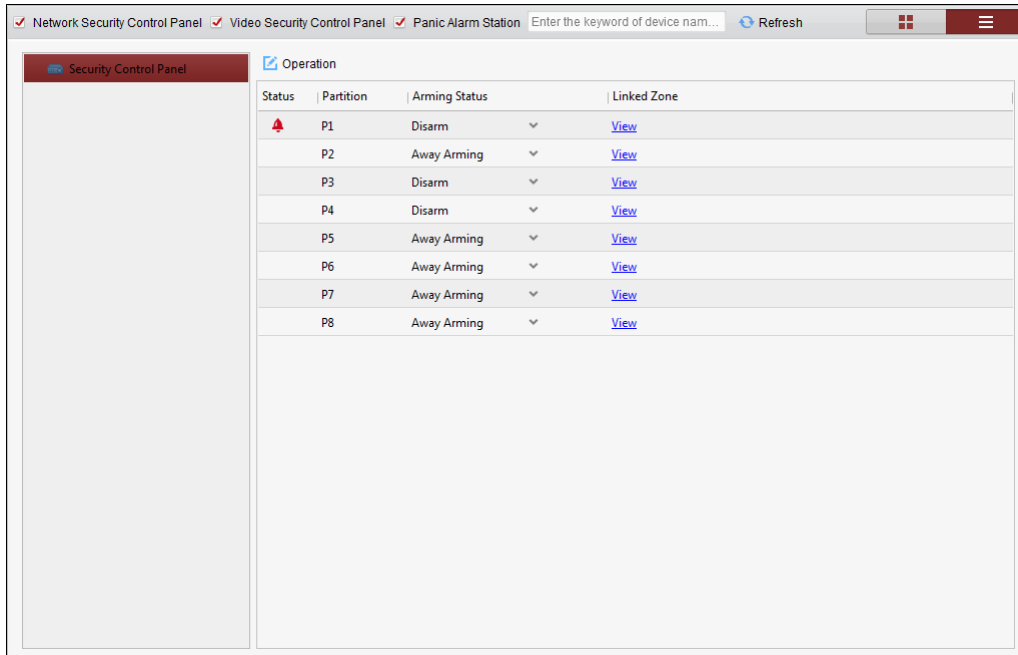 Network Security Control Panel Video Security Control Panel Panic Alarm Station Enter the keyword of device nam... Refresh
Security Control Panel
Operation
Status Partition Arming Status Linked Zone
P1 Disarm View
P2 Away Arming View
P3 Disarm View
P4 Disarm View
P5 Away Arming View
P6 Away Arming View
P7 Away Arming View
P8 Away Arming View